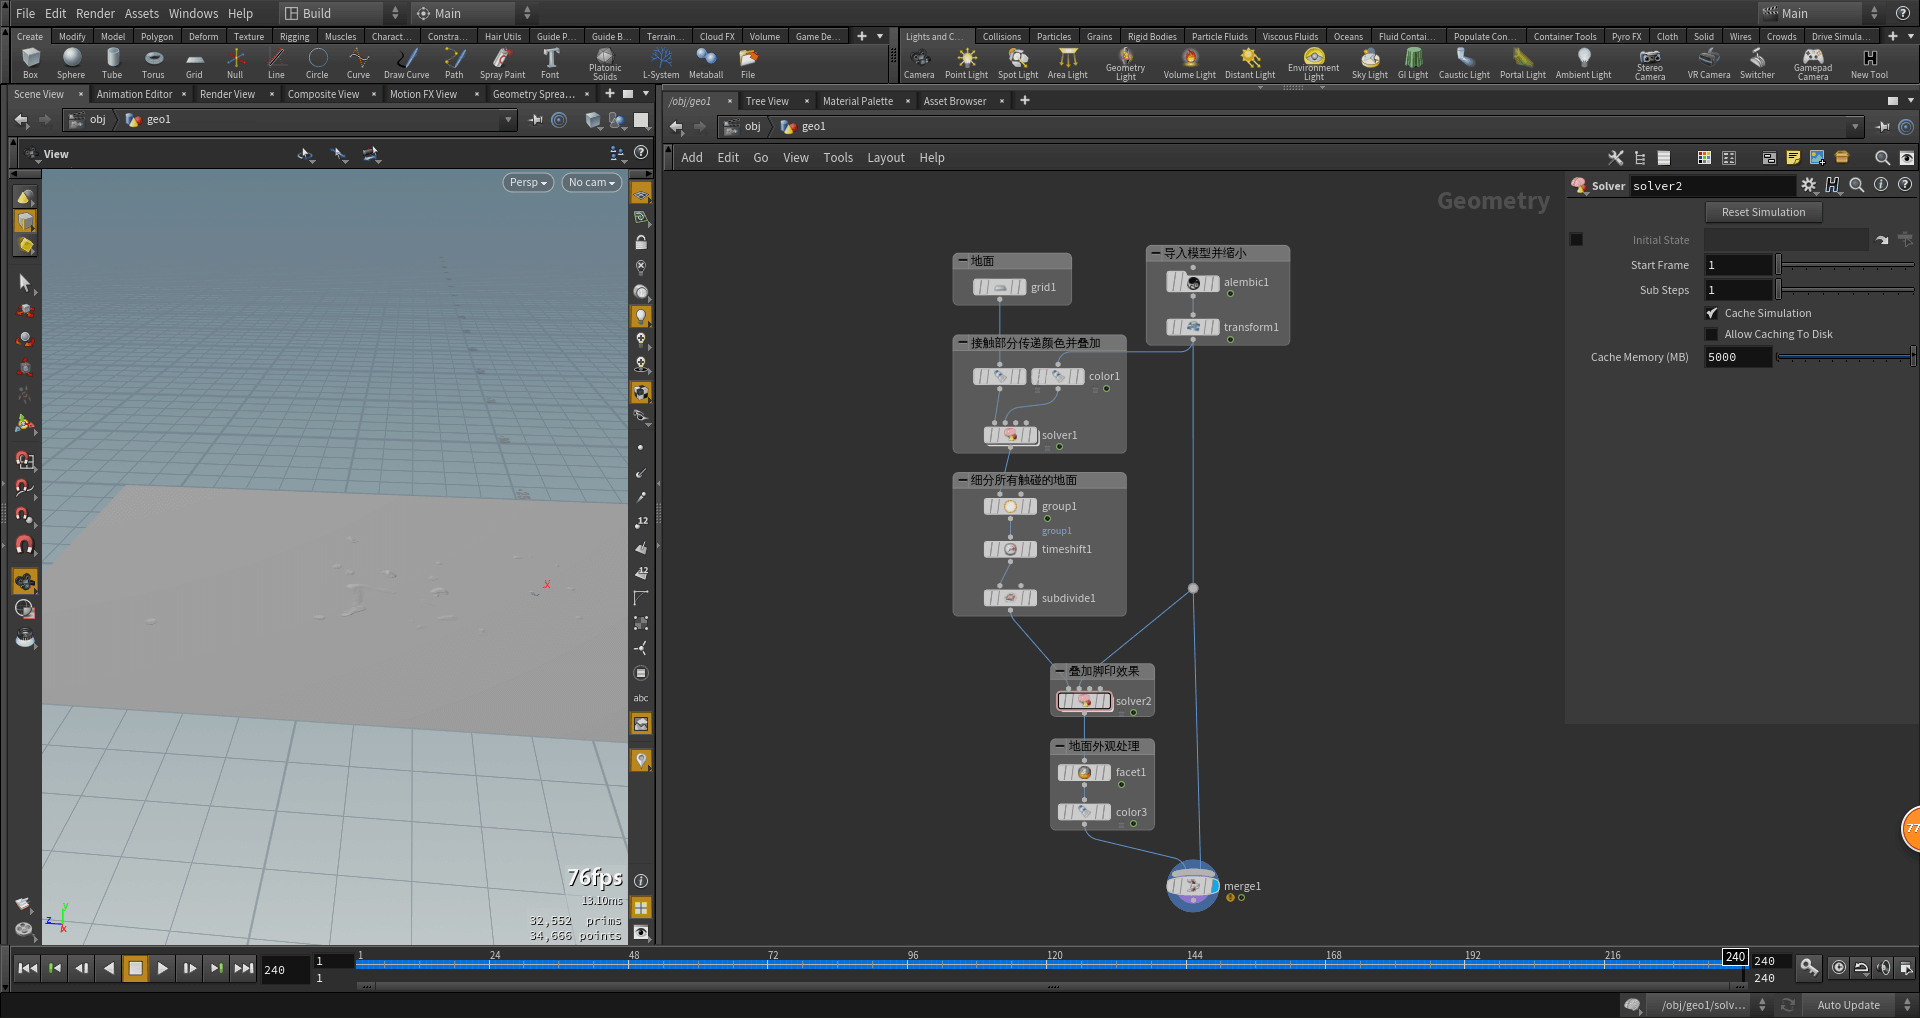 File Edit Render Assets Windows Help Build Main Main
Create Modify Model Polygon Deform Texture Rigging Muscles Charact... Constra... Hair Utils Guide P... Guide B... Terrain... Cloud FX Volume Game De...
Lights and C... Collisions Particles Grains Rigid Bodies Particle Fluids Viscous Fluids Oceans Fluid Contai... Populate Con... Container Tools Pyro FX Cloth Solid Wires Crowds Drive Simula...
Box Sphere Tube Torus Grid Null Line Circle Curve Draw Curve Path Spray Paint Font Platonic Solids L-System Metaball File
Camera Point Light Spot Light Area Light Geometry Light Volume Light Distant Light Environment Light Sky Light GI Light Caustic Light Portal Light Ambient Light Stereo Camera VR Camera Switcher Gamepad Camera New Tool
Scene View Animation Editor Render View Composite View Motion FX View Geometry Sprea...
/obj/geo1 Tree View Material Palette Asset Browser
obj geo1
obj geo1
View
Add Edit Go View Tools Layout Help
Persp No cam
Geometry
Solver solver2
Reset Simulation
Initial State
Start Frame 1
Sub Steps 1
Cache Simulation
Allow Caching To Disk
Cache Memory (MB) 5000
地面
grid1
导入模型并缩小
alembic1
transform1
接触部分传递颜色并叠加
color1
solver1
细分所有触碰的地面
group1
group1
timeshift1
subdivide1
叠加脚印效果
solver2
地面外观处理
facet1
color3
merge1
x
12
12
abc
76fps
13.10ms
32,552 prims
34,666 points
y
z
x
77
240 1 1 1 24 48 72 96 120 144 168 192 216 240 240 240
/obj/geo1/solv... Auto Update